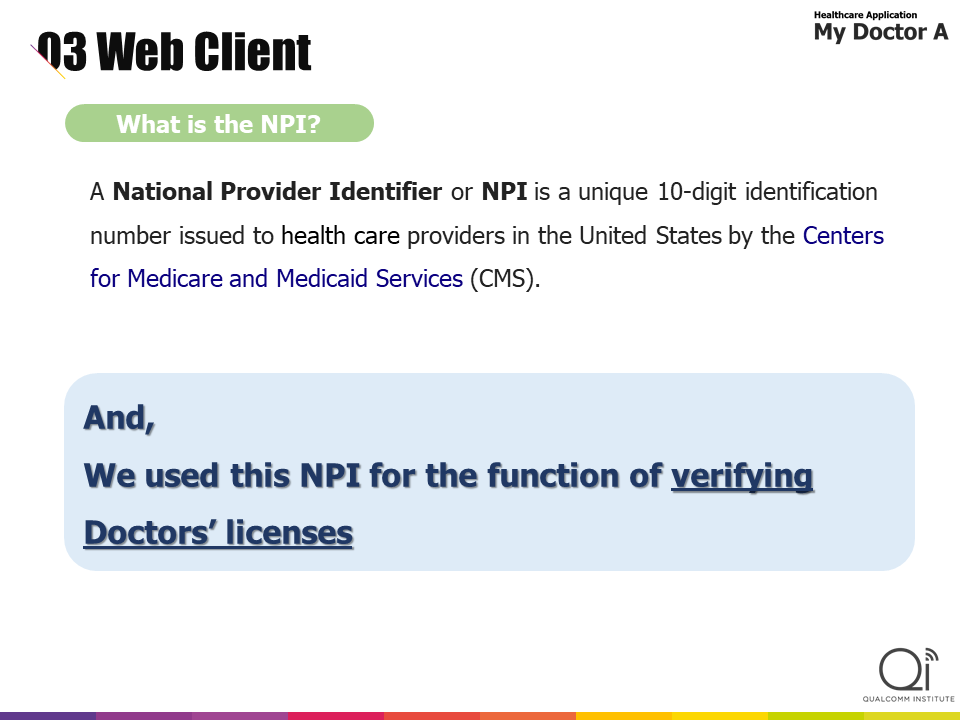 03 Web Client
Healthcare Application
My Doctor A
What is the NPI?
A National Provider Identifier or NPI is a unique 10-digit identification
number issued to health care providers in the United States by the Centers
for Medicare and Medicaid Services (CMS).
And,
We used this NPI for the function of verifying
Doctors’ licenses
Qi
QUALCOMM INSTITUTE